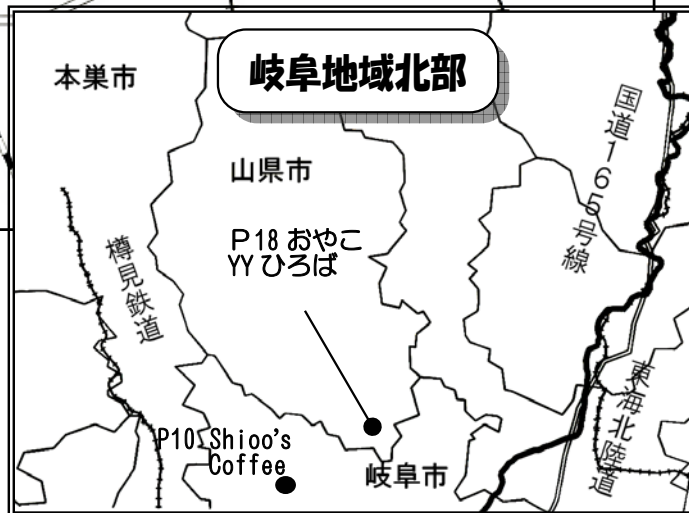 岐阜地域北部
本巣市
山県市
国道165号線
P18 おやこ
YYひろば
樽見鉄道
東海北陸道
P10 Shioo's
Coffee
岐阜市